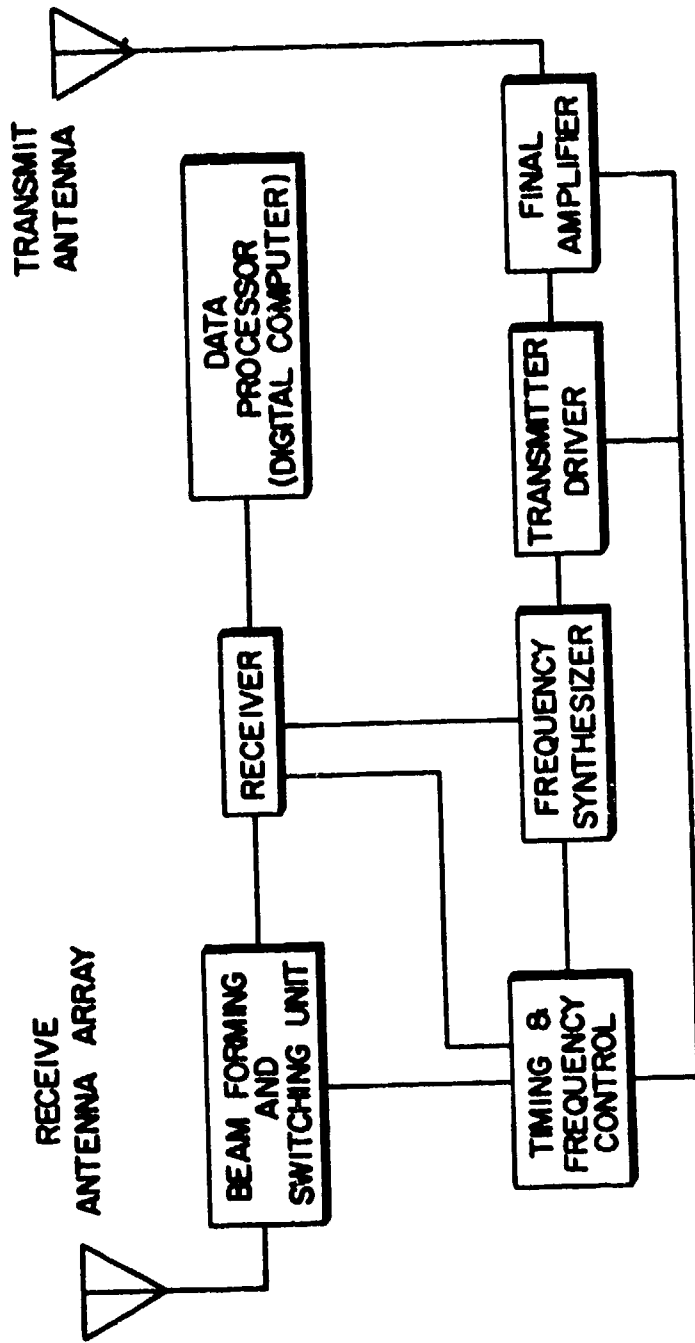 RECEIVE
ANTENNA ARRAY
TRANSMIT
ANTENNA
BEAM FORMING
AND
SWITCHING UNIT
RECEIVER
DATA
PROCESSOR
(DIGITAL COMPUTER)
TIMING &
FREQUENCY
CONTROL
FREQUENCY
SYNTHESIZER
TRANSMITTER
DRIVER
FINAL
AMPLIFIER